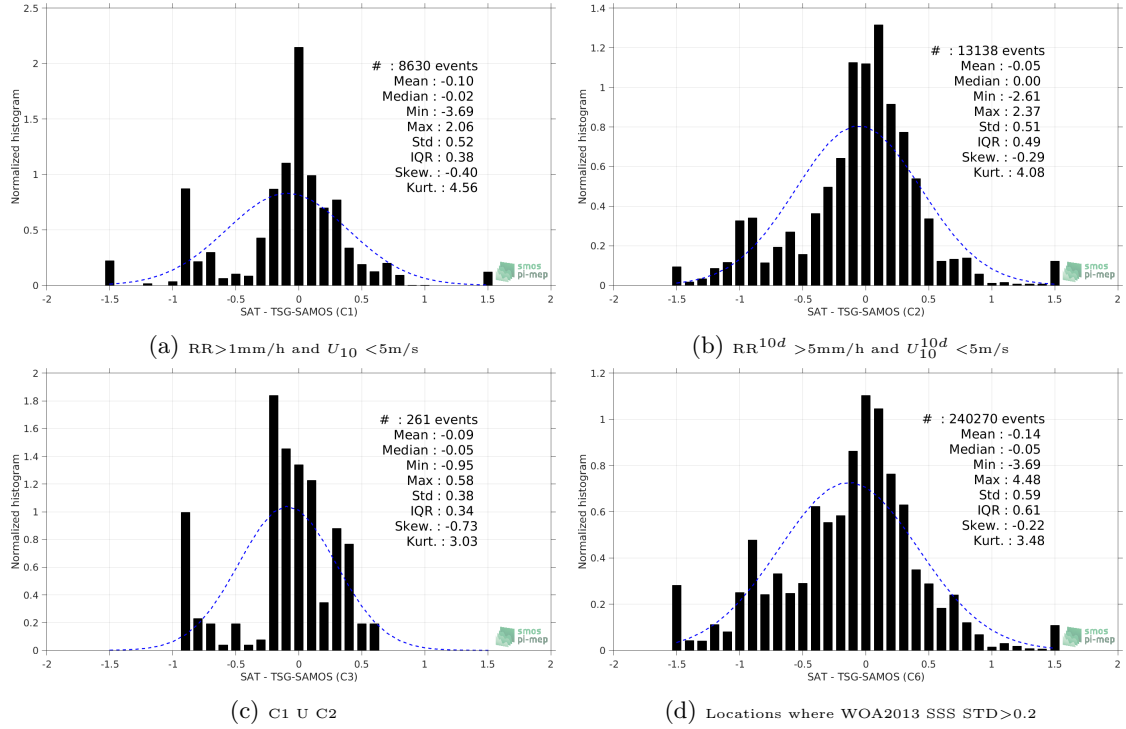 2.5
2
1.5
1
0.5
0
-2
-1.5
-1
-0.5
0
0.5
1
1.5
2
Normalized histogram
SAT - TSG-SAMOS (C1)
# : 8630 events
Mean : -0.10
Median : -0.02
Min : -3.69
Max : 2.06
Std : 0.52
IQR : 0.38
Skew. : -0.40
Kurt. : 4.56
smos
pi-mep
(a) RR>1mm/h and U10 <5m/s
1.4
1.2
1
0.8
0.6
0.4
0.2
0
-2
-1.5
-1
-0.5
0
0.5
1
1.5
2
Normalized histogram
SAT - TSG-SAMOS (C2)
# : 13138 events
Mean : -0.05
Median : 0.00
Min : -2.61
Max : 2.37
Std : 0.51
IQR : 0.49
Skew. : -0.29
Kurt. : 4.08
smos
pi-mep
(b) RR10d >5mm/h and U10 10d <5m/s
2
1.8
1.6
1.4
1.2
1
0.8
0.6
0.4
0.2
0
-2
-1.5
-1
-0.5
0
0.5
1
1.5
2
Normalized histogram
SAT - TSG-SAMOS (C3)
# : 261 events
Mean : -0.09
Median : -0.05
Min : -0.95
Max : 0.58
Std : 0.38
IQR : 0.34
Skew. : -0.73
Kurt. : 3.03
smos
pi-mep
(c) C1 U C2
1.2
1
0.8
0.6
0.4
0.2
0
-2
-1.5
-1
-0.5
0
0.5
1
1.5
2
Normalized histogram
SAT - TSG-SAMOS (C6)
# : 240270 events
Mean : -0.14
Median : -0.05
Min : -3.69
Max : 4.48
Std : 0.59
IQR : 0.61
Skew. : -0.22
Kurt. : 3.48
smos
pi-mep
(d) Locations where WOA2013 SSS STD>0.2